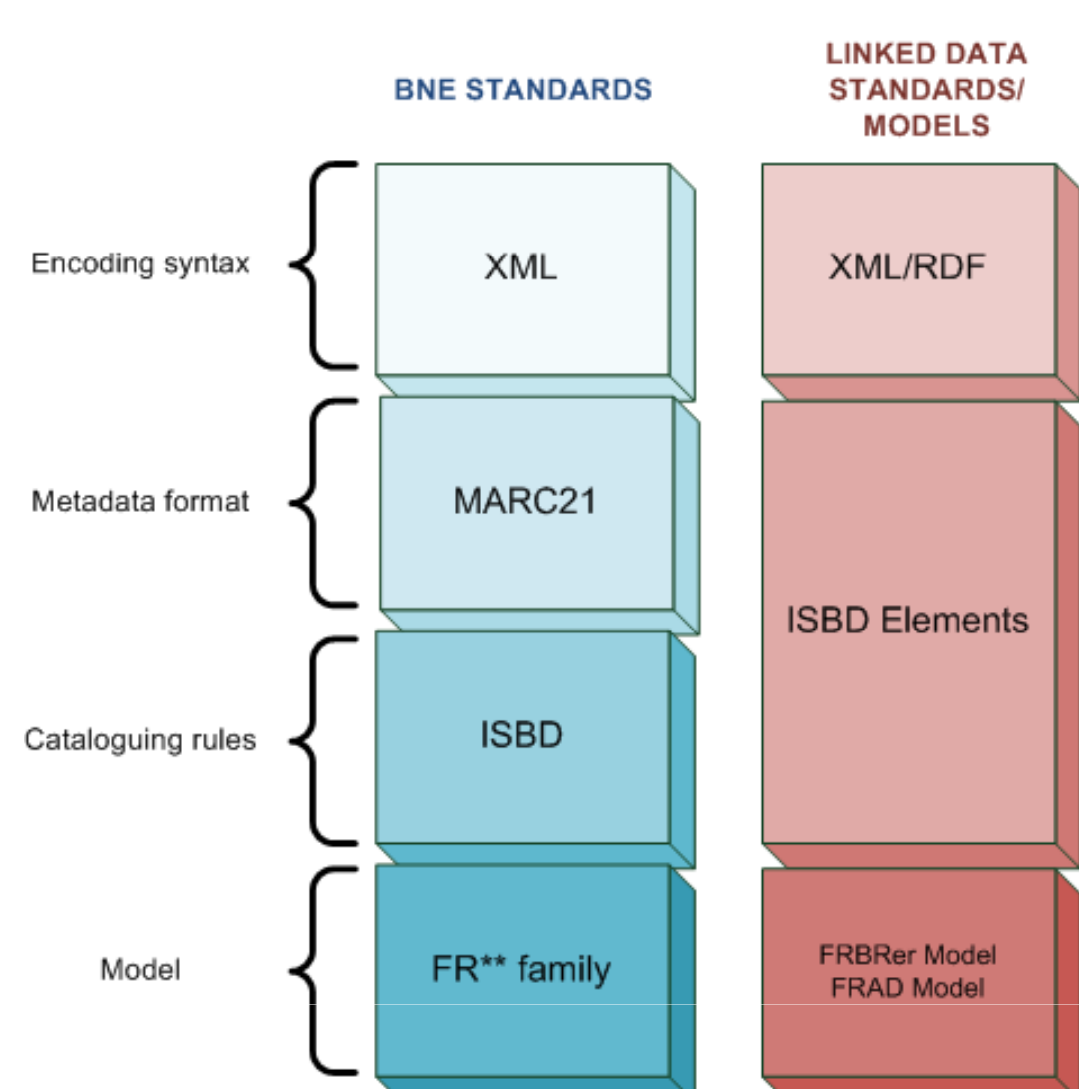 BNE STANDARDS
LINKED DATA
STANDARDS/
MODELS
Encoding syntax
XML
XML/RDF
Metadata format
MARC21
ISBD Elements
Cataloguing rules
ISBD
Model
FR** family
FRBRer Model
FRAD Model